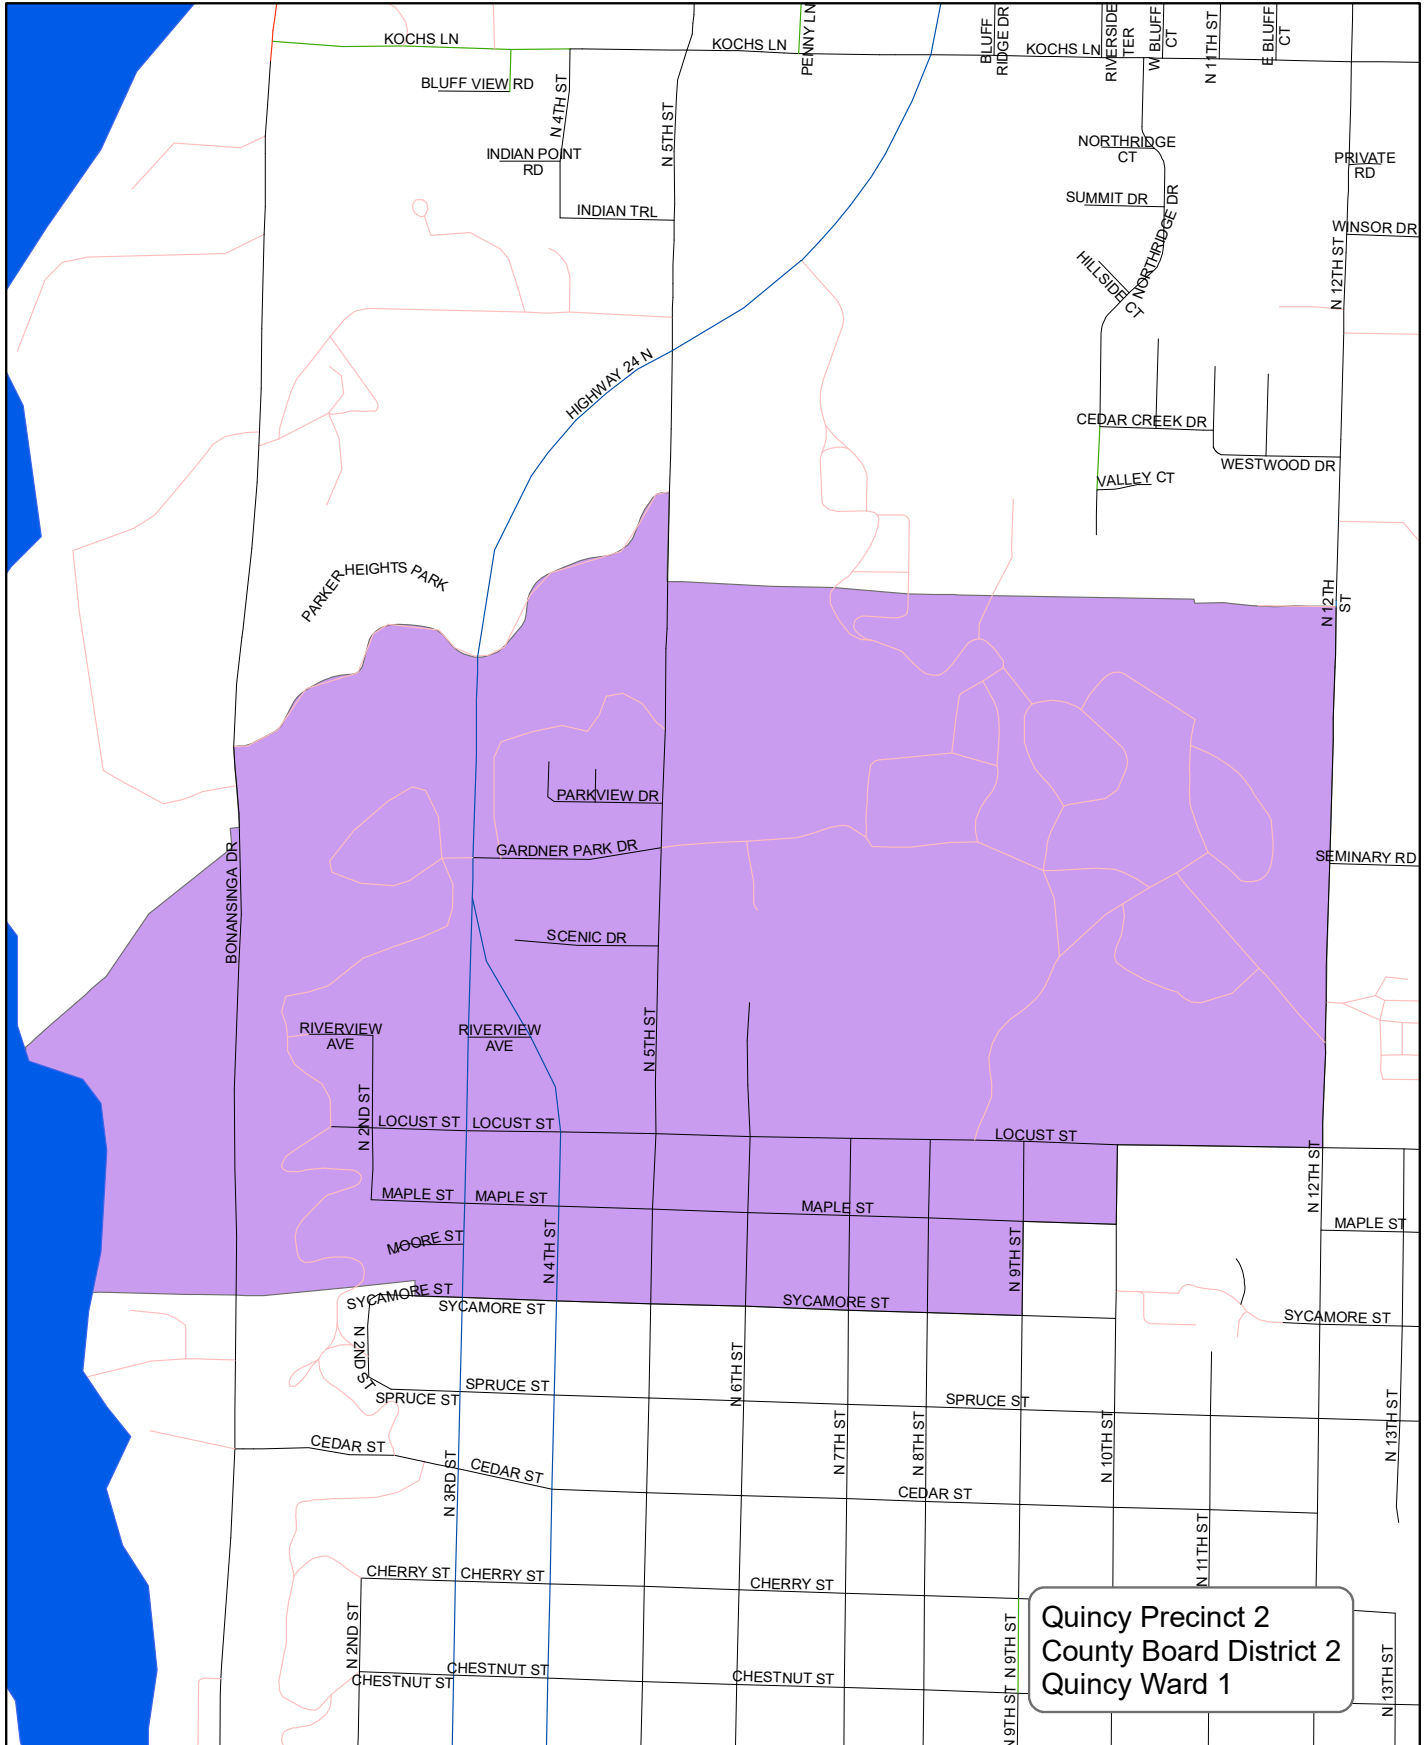 KOCHS LN
KOCHS LN
PENNY LN
BLUFF
RIDGE DR
KOCHS LN
RIVERSIDE
TER
W BLUFF
CT
N 11TH ST
E BLUFF
CT
BLUFF VIEW RD
N 4TH ST
N 5TH ST
INDIAN POINT
RD
NORTHRIDGE
CT
PRIVATE
RD
SUMMIT DR
INDIAN TRL
NORTHRIDGE DR
WINSOR DR
HILLSIDE
CT
N 12TH ST
HIGHWAY 24 N
CEDAR CREEK DR
WESTWOOD DR
VALLEY CT
PARKER HEIGHTS PARK
N 12TH
ST
PARKVIEW DR
GARDNER PARK DR
SEMINARY RD
BONANSINGA DR
SCENIC DR
RIVERVIEW
AVE
RIVERVIEW
AVE
N 5TH ST
N 2ND ST
LOCUST ST
LOCUST ST
LOCUST ST
N 12TH ST
MAPLE ST
MAPLE ST
MAPLE ST
MAPLE ST
MOORE ST
N 4TH ST
N 9TH ST
SYCAMORE ST
SYCAMORE ST
SYCAMORE ST
SYCAMORE ST
N 2ND ST
N 6TH ST
SPRUCE ST
SPRUCE ST
SPRUCE ST
N 13TH ST
N 7TH ST
N 8TH ST
N 10TH ST
CEDAR ST
CEDAR ST
N 3RD ST
CEDAR ST
N 11TH ST
CHERRY ST
CHERRY ST
CHERRY ST
N 2ND ST
N 9TH ST
CHESTNUT ST
CHESTNUT ST
CHESTNUT ST
N 9TH ST
N 13TH ST
Quincy Precinct 2
County Board District 2
Quincy Ward 1